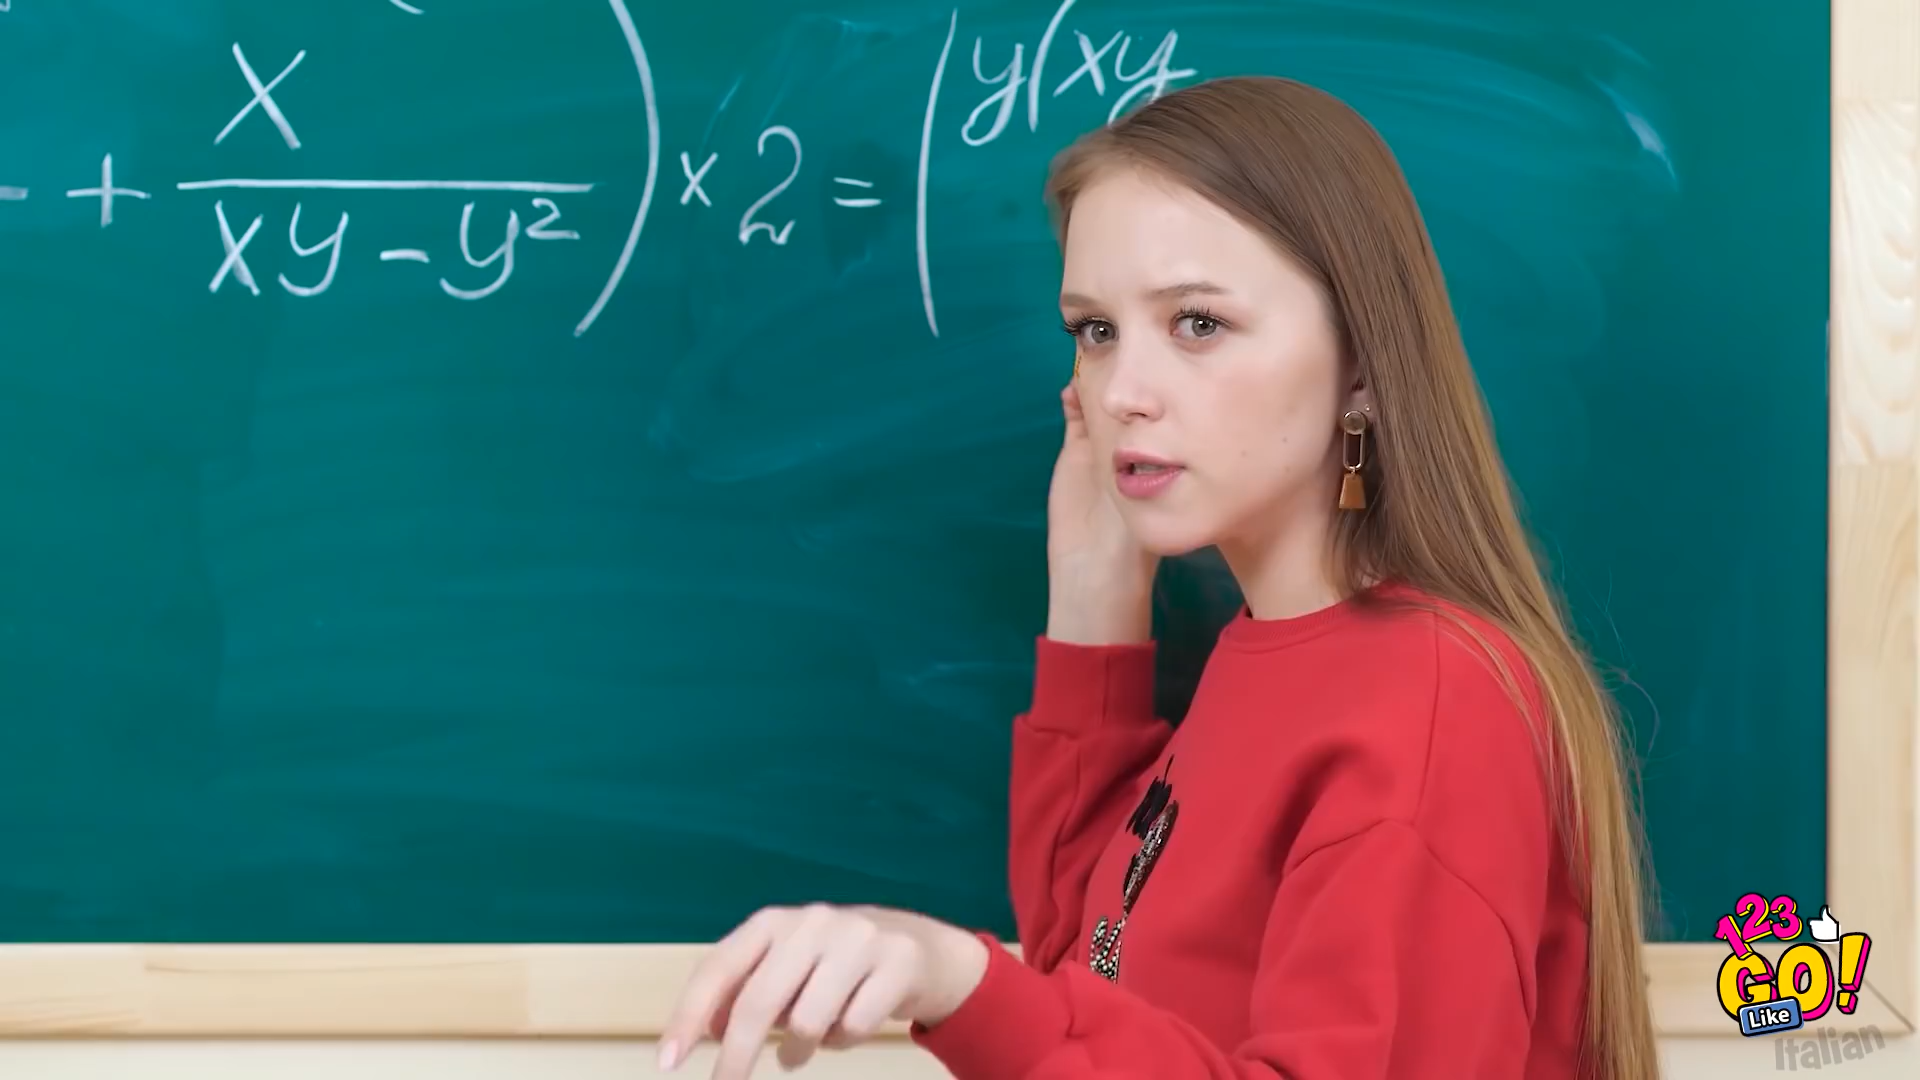 + x / (xy - y²) ) × 2 = ( y(xy
123
GO!
Like
Italian